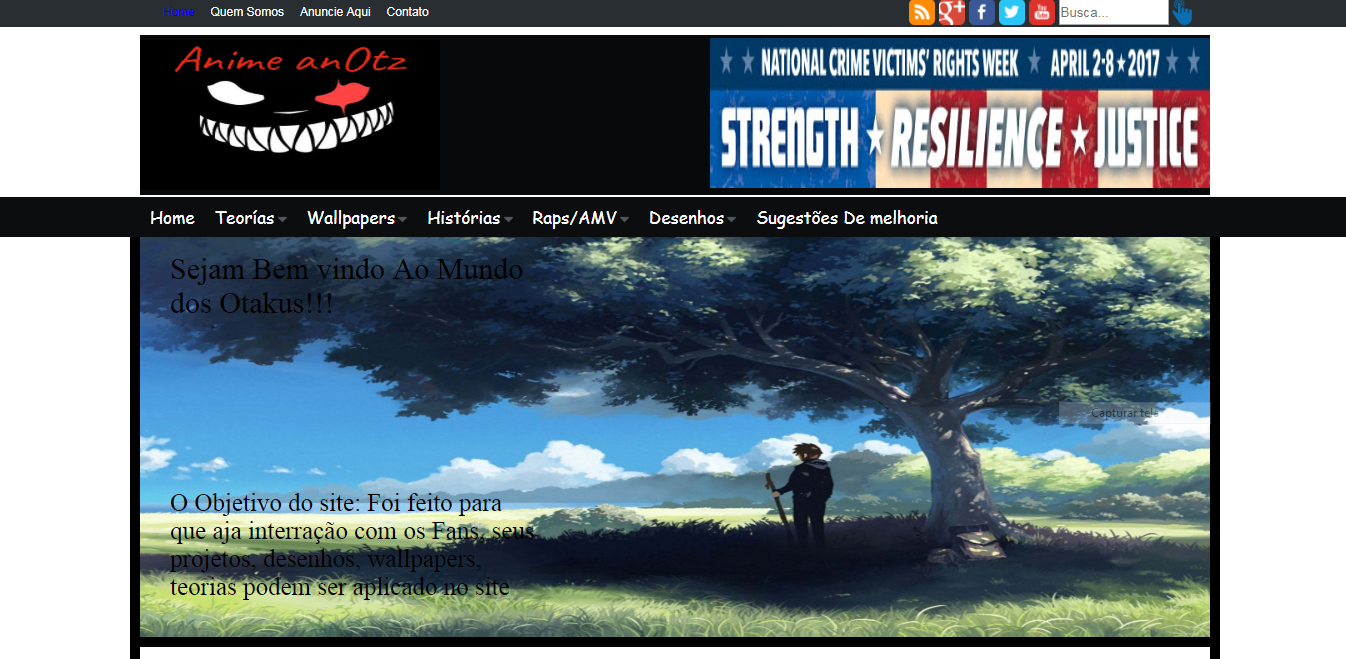 Home Quem Somos Anuncie Aqui Contato
You
Tube
Busca...
Anime anOtz
NATIONAL CRIME VICTIMS' RIGHTS WEEK ★ APRIL 2-8 ★ 2017
STRENGTH ★ RESILIENCE ★ JUSTICE
Home Teorías Wallpapers Histórias Raps/AMV Desenhos Sugestões De melhoria
Sejam Bem vindo Ao Mundo
dos Otakus!!!
Capturar tela
O Objetivo do site: Foi feito para
que aja interração com os Fans, seus
projetos, desenhos, wallpapers,
teorias podem ser aplicado no site